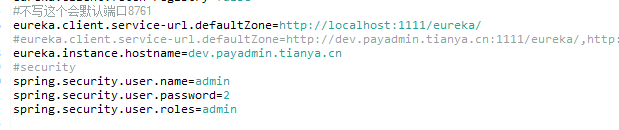 #不写这个会默认端口8761
eureka.client.service-url.defaultZone=http://localhost:1111/eureka/
#eureka.client.service-url.defaultZone=http://dev.payadmin.tianya.cn:1111/eureka/,http:
eureka.instance.hostname=dev.payadmin.tianya.cn
#security
spring.security.user.name=admin
spring.security.user.password=2
spring.security.user.roles=admin